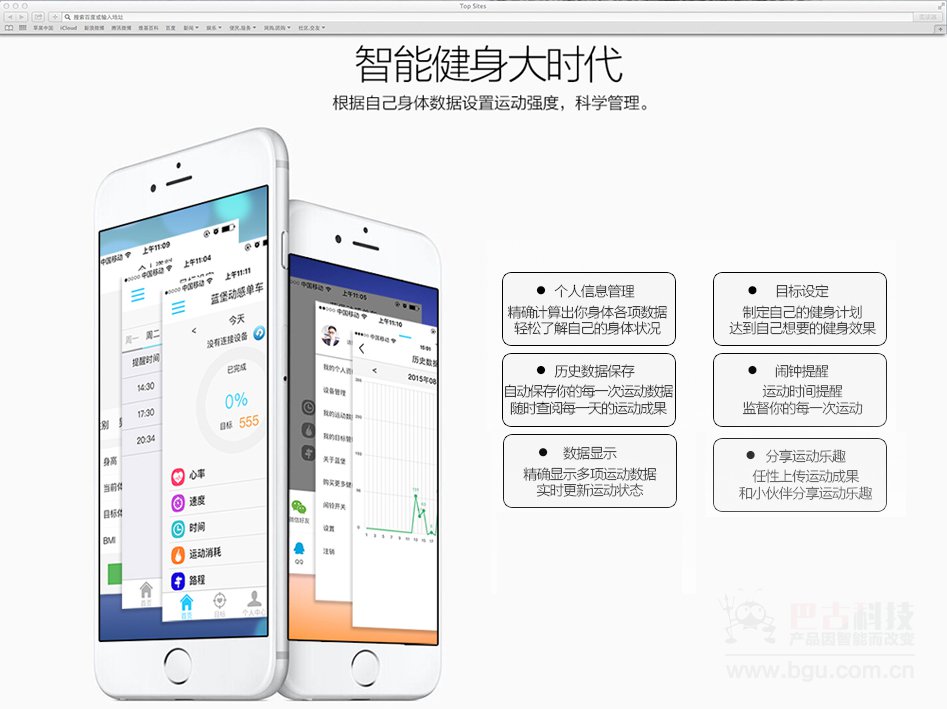 Top Sites
搜索百度或输入地址
苹果中国 iCloud 新浪微博 腾讯微博 维基百科 百度 新闻 娱乐
智能健身大时代
根据自己身体数据设置运动强度，科学管理。
中国移动 上午11:09
中国移动 上午11:04
中国移动 上午11:11
蓝堡动感单车
今天
没有连接设备
已完成
0%
目标 555
心率
速度
时间
运动消耗
路程
首页 目标 个人中心
周一 周二
提醒时间
14:30
17:30
20:34
首页
身高
当前体
目标体
BMI
中国移动 上午11:05
中国移动 上午11:10
中国移动
历史数据
2015年08
我的个人资
设备管理
我的运动数
我的目标管
关于蓝堡
购买更多健
闹铃开关
设置
注销
微信好友
QQ
● 个人信息管理
精确计算出你身体各项数据
轻松了解自己的身体状况
● 目标设定
制定自己的健身计划
达到自己想要的健身效果
● 历史数据保存
自动保存你的每一次运动数据
随时查阅每一天的运动成果
● 闹钟提醒
运动时间提醒
监督你的每一次运动
● 数据显示
精确显示多项运动数据
实时更新运动状态
● 分享运动乐趣
任性上传运动成果
和小伙伴分享运动乐趣
巴古科技
产品因智能而改变
www.bgu.com.cn